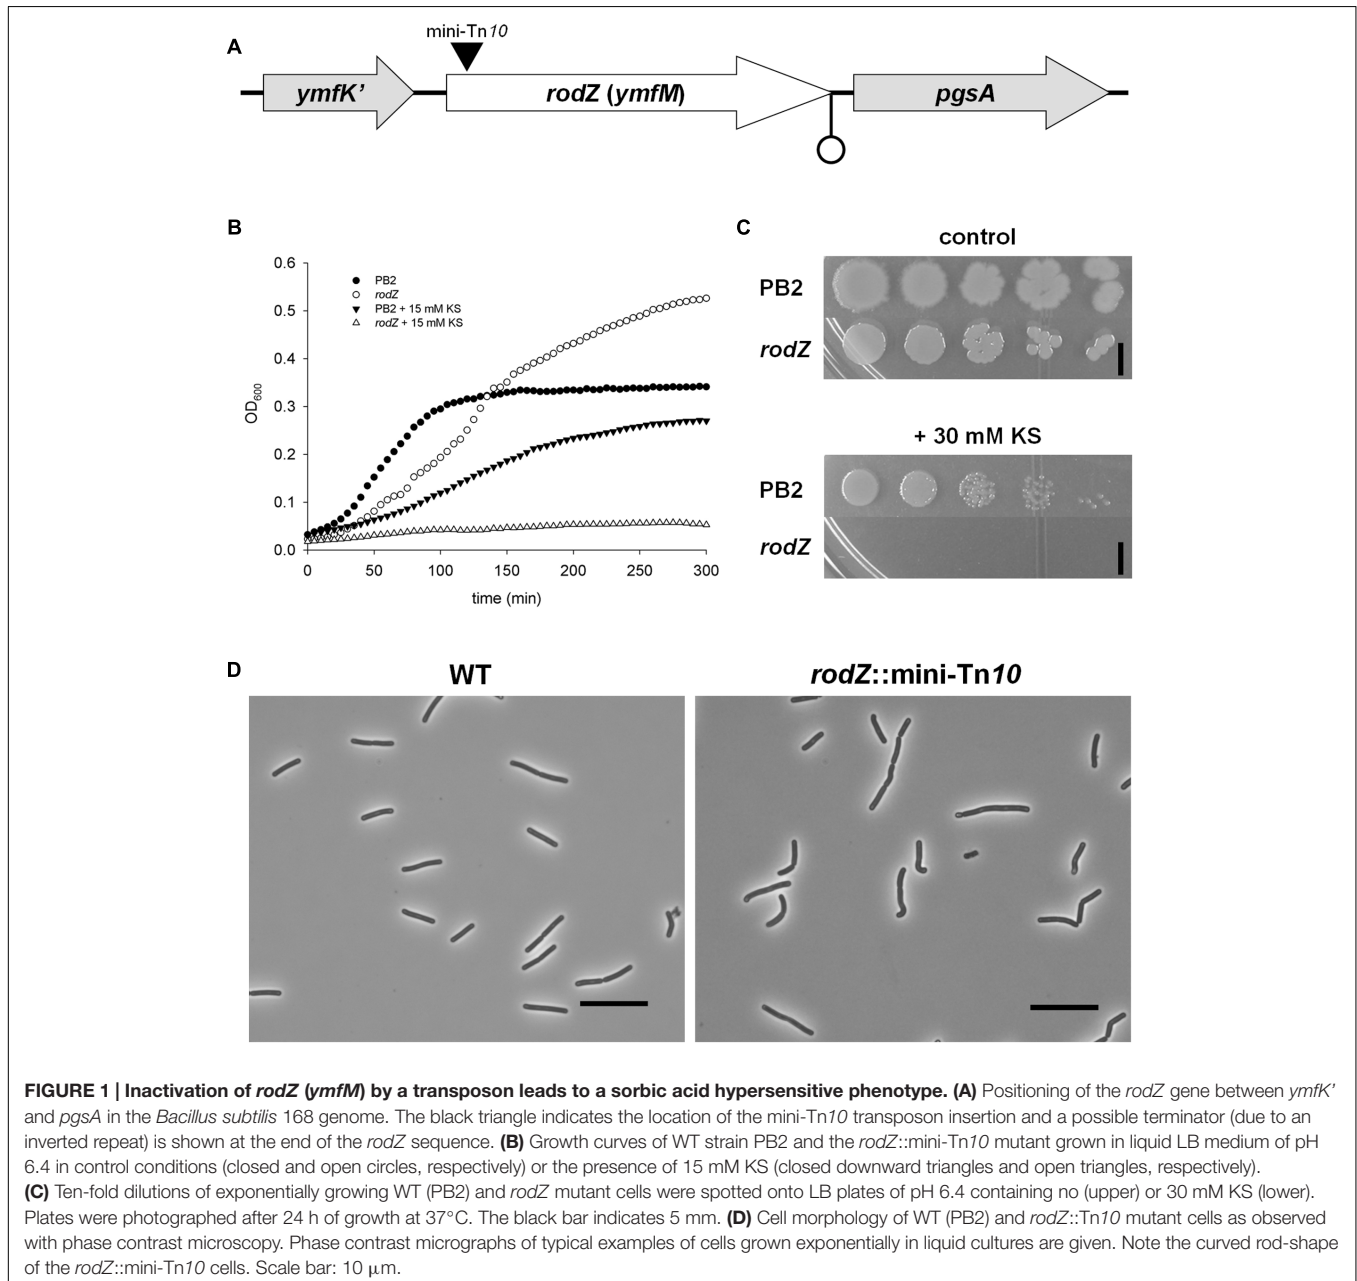 A
mini-Tn10
ymfK’
rodZ (ymfM)
pgsA
B
0.6
0.5
0.4
0.3
0.2
0.1
0.0
OD600
PB2
rodZ
PB2 + 15 mM KS
rodZ + 15 mM KS
0 50 100 150 200 250 300
time (min)
C
control
PB2
rodZ
+ 30 mM KS
PB2
rodZ
D
WT
rodZ::mini-Tn10
FIGURE 1 | Inactivation of rodZ (ymfM) by a transposon leads to a sorbic acid hypersensitive phenotype. (A) Positioning of the rodZ gene between ymfK’
and pgsA in the Bacillus subtilis 168 genome. The black triangle indicates the location of the mini-Tn10 transposon insertion and a possible terminator (due to an
inverted repeat) is shown at the end of the rodZ sequence. (B) Growth curves of WT strain PB2 and the rodZ::mini-Tn10 mutant grown in liquid LB medium of pH
6.4 in control conditions (closed and open circles, respectively) or the presence of 15 mM KS (closed downward triangles and open triangles, respectively).
(C) Ten-fold dilutions of exponentially growing WT (PB2) and rodZ mutant cells were spotted onto LB plates of pH 6.4 containing no (upper) or 30 mM KS (lower).
Plates were photographed after 24 h of growth at 37°C. The black bar indicates 5 mm. (D) Cell morphology of WT (PB2) and rodZ::Tn10 mutant cells as observed
with phase contrast microscopy. Phase contrast micrographs of typical examples of cells grown exponentially in liquid cultures are given. Note the curved rod-shape
of the rodZ::mini-Tn10 cells. Scale bar: 10 μm.